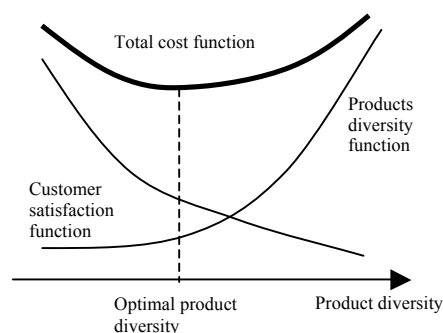 Total cost function
Products
diversity
function
Customer
satisfaction
function
Optimal product
diversity
Product diversity